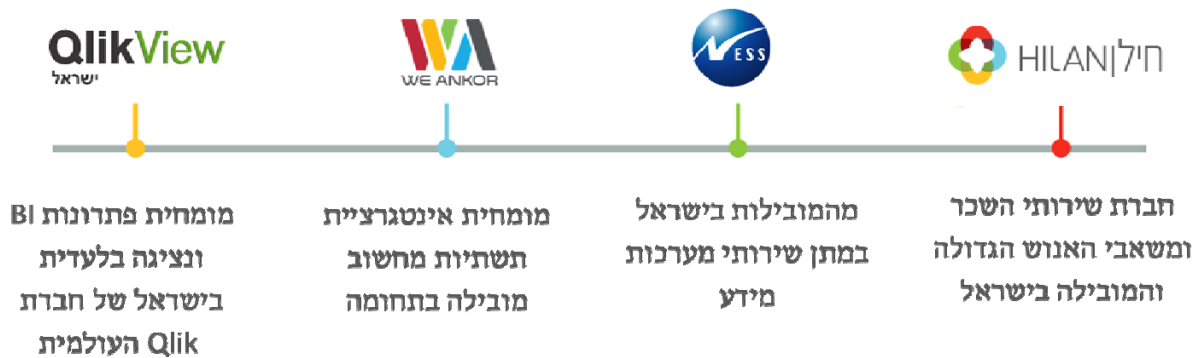 חילן|HILAN
NESS
WE ANKOR
QlikView
ישראל
חברת שירותי השכר
ומשאבי האנוש הגדולה
והמובילה בישראל
מהמובילות בישראל
במתן שירותי מערכות
מידע
מומחית אינטגרציית
תשתיות מחשוב
מובילה בתחומה
מומחית פתרונות BI
ונציגה בלעדית
בישראל של חברת
Qlik העולמית